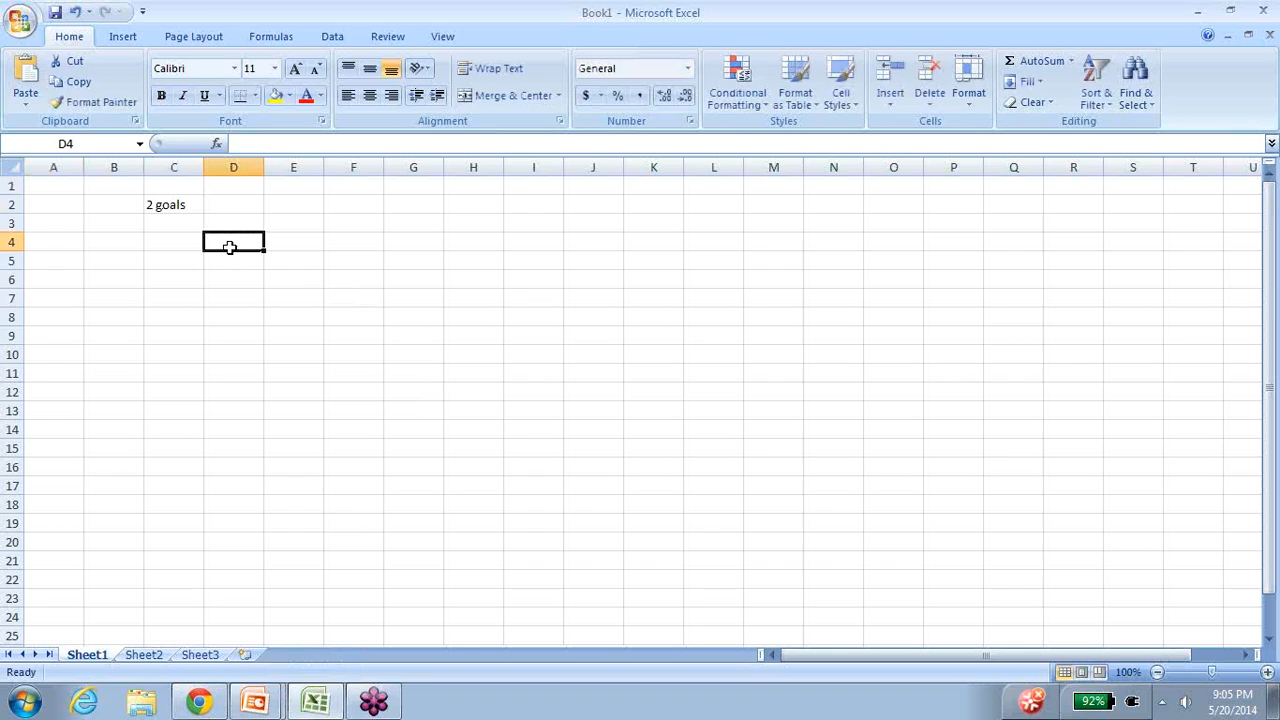 Book1 - Microsoft Excel
Home Insert Page Layout Formulas Data Review View
Paste
Cut
Copy
Format Painter
Clipboard
Calibri 11
B I U A
Font
Wrap Text
Merge & Center
Alignment
General
$ % ,
Number
Conditional Formatting
Format as Table
Cell Styles
Styles
Insert Delete Format
Cells
Σ AutoSum
Fill
Clear
Sort & Filter
Find & Select
Editing
D4 fx
A B C D E F G H I J K L M N O P Q R S T U
1
2 2 goals
3
4
5
6
7
8
9
10
11
12
13
14
15
16
17
18
19
20
21
22
23
24
25
Sheet1 Sheet2 Sheet3
Ready 100%
92% 9:05 PM
5/20/2014